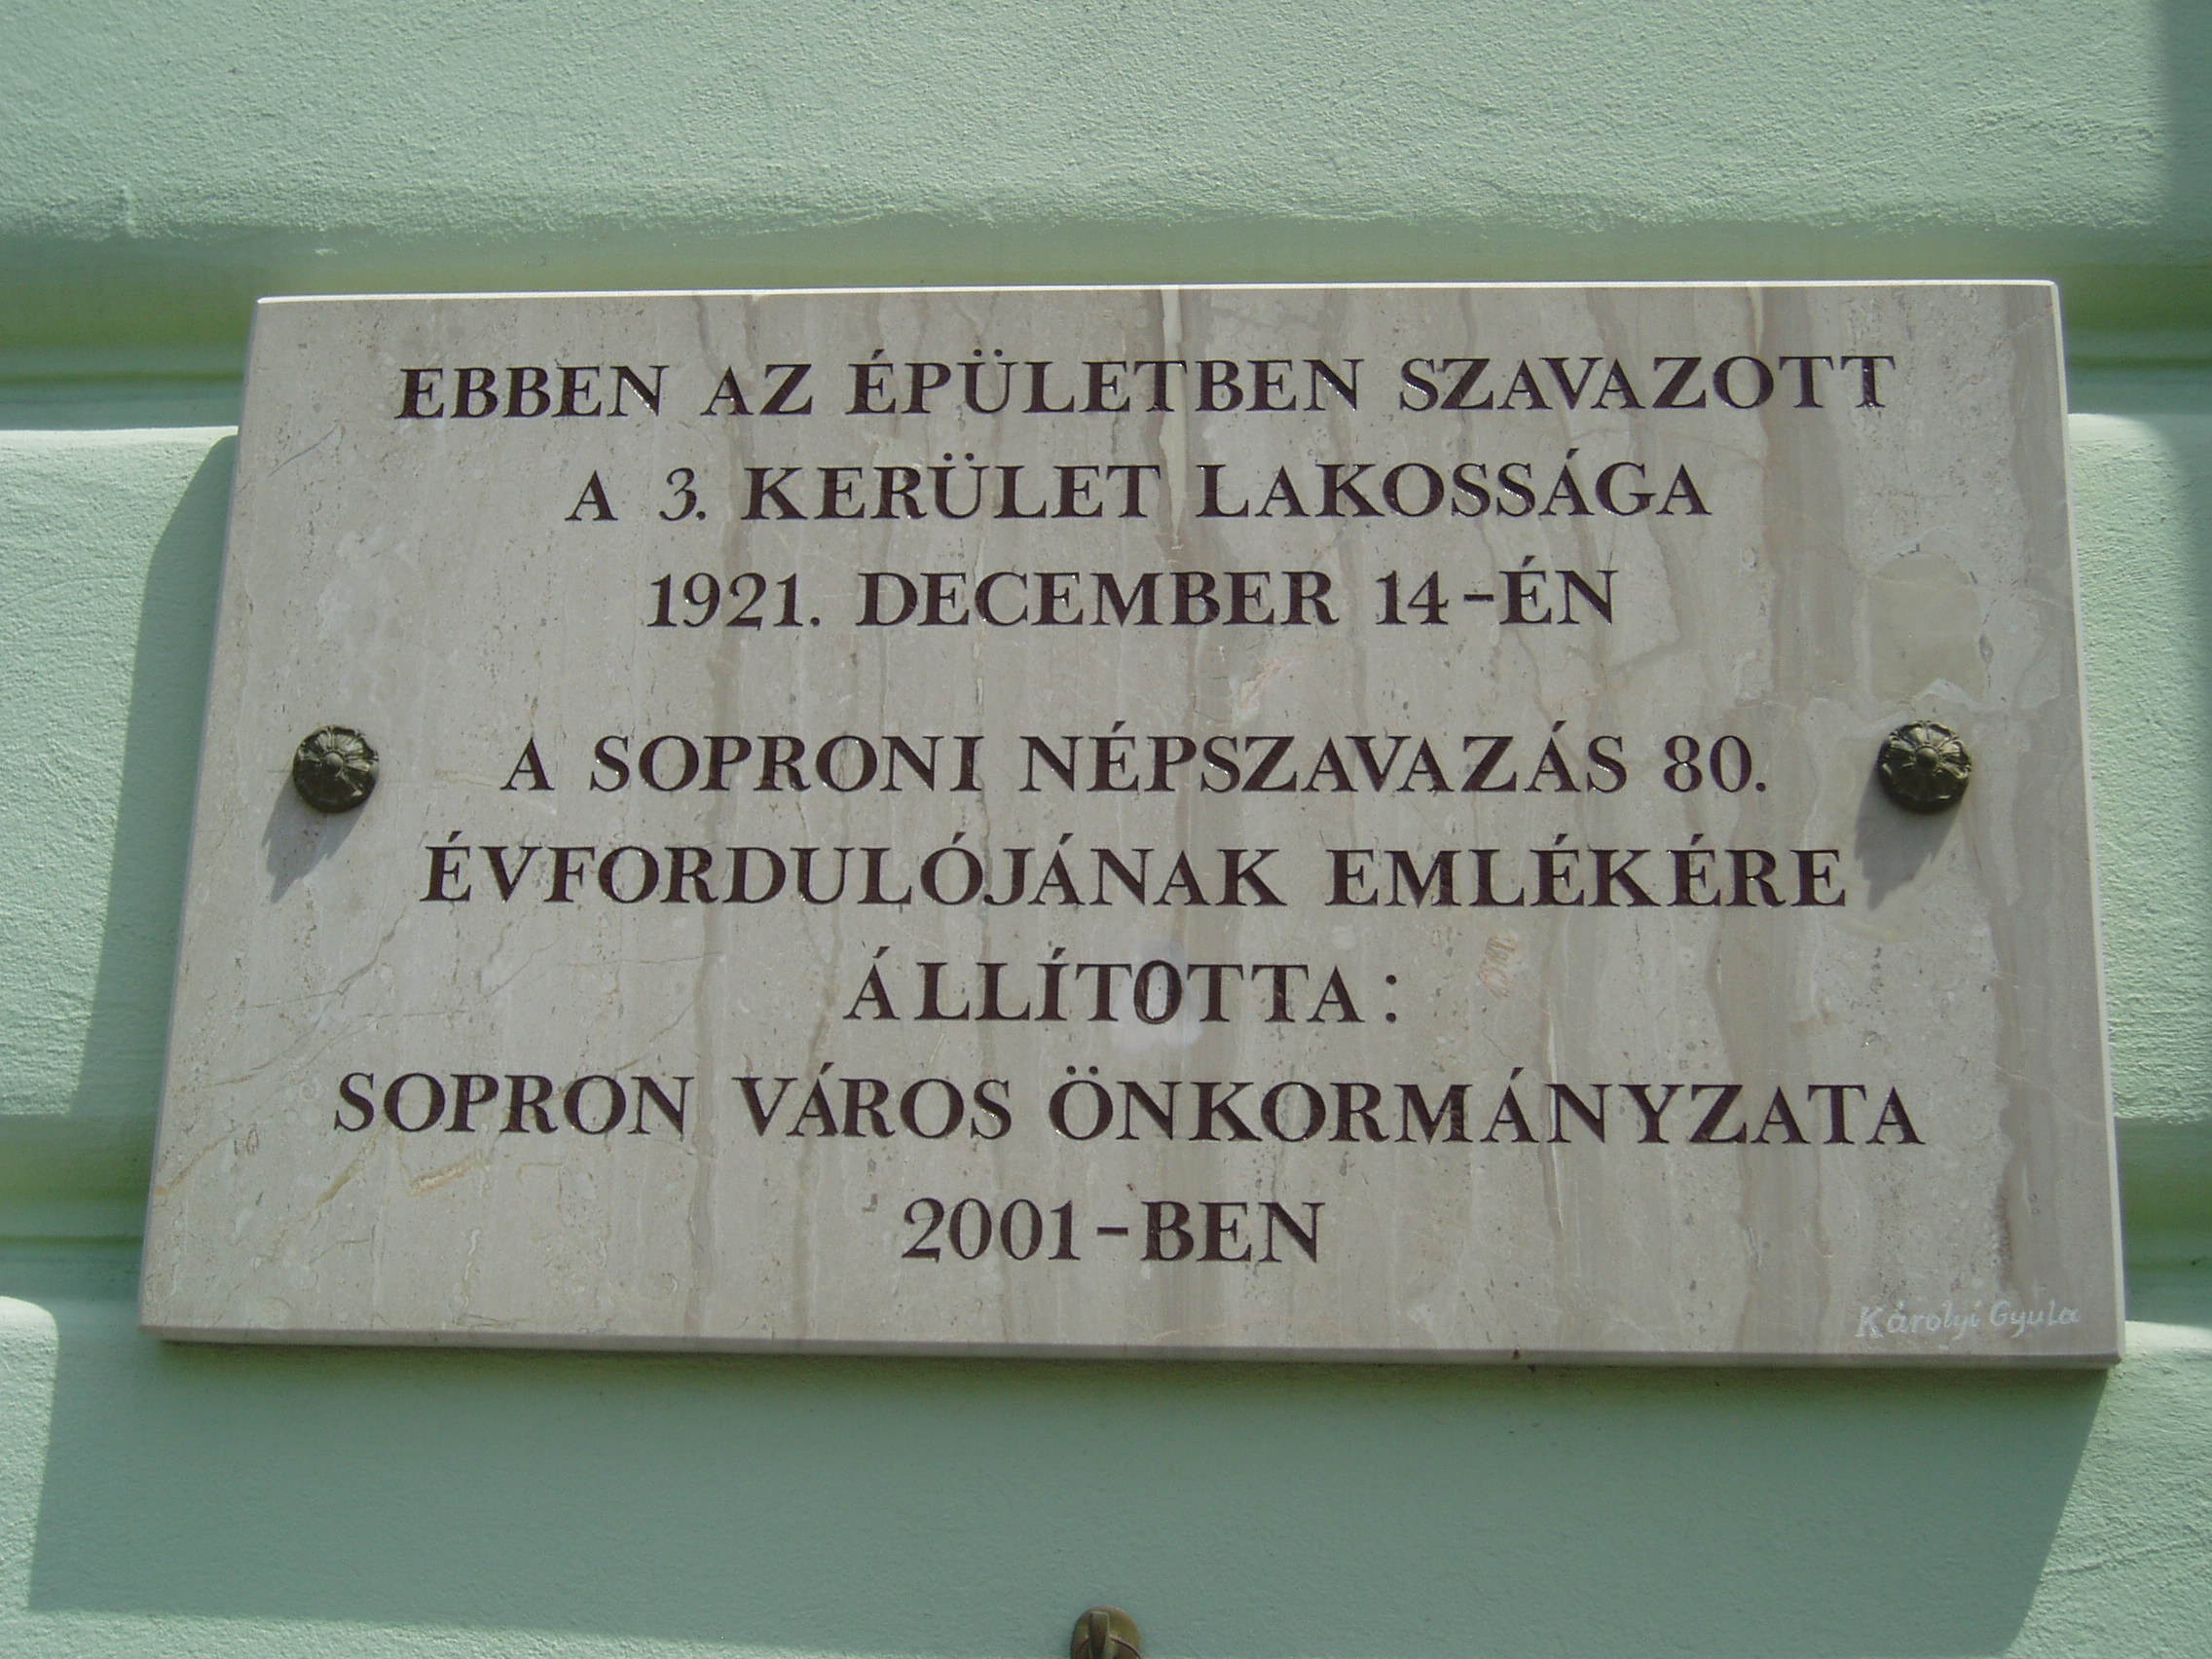 EBBEN AZ ÉPÜLETBEN SZAVAZOTT
A 3. KERÜLET LAKOSSÁGA
1921. DECEMBER 14-ÉN
A SOPRONI NÉPSZAVAZÁS 80.
ÉVFORDULÓJÁNAK EMLÉKÉRE
ÁLLÍTOTTA:
SOPRON VÁROS ÖNKORMÁNYZATA
2001-BEN
Károlyi Gyula